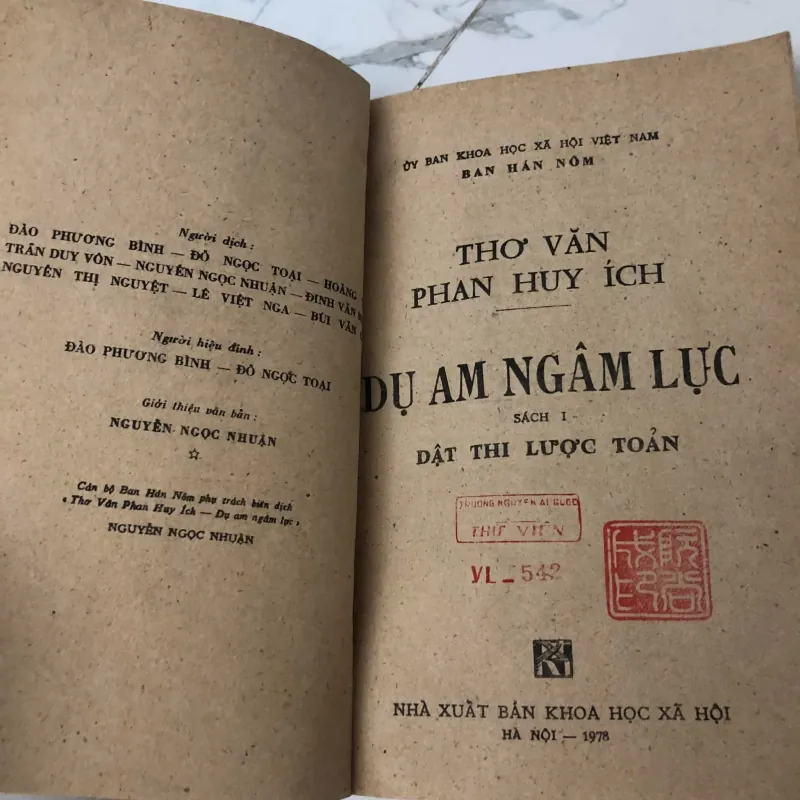 Người dịch :
ĐÀO PHƯƠNG BÌNH — ĐỖ NGỌC TOẠI — HOÀNG
TRẦN DUY VÔN — NGUYỄN NGỌC NHUẬN — ĐINH VĂN
NGUYỄN THỊ NGUYỆT — LÊ VIỆT NGA — BÙI VĂN
Người hiệu đính :
ĐÀO PHƯƠNG BÌNH — ĐỖ NGỌC TOẠI
Giới thiệu văn bản :
NGUYỄN NGỌC NHUẬN
Cán bộ Ban Hán Nôm phụ trách biên dịch
« Thơ Văn Phan Huy Ích — Dụ am ngâm lục »
NGUYỄN NGỌC NHUẬN
ỦY BAN KHOA HỌC XÃ HỘI VIỆT NAM
BAN HÁN NÔM
THƠ VĂN
PHAN HUY ÍCH
DỤ AM NGÂM LỰC
SÁCH I
DẬT THI LƯỢC TOẢN
TRƯỜNG NGUYỄN ÁI QUỐC
THƯ VIỆN
VL - 542
NHÀ XUẤT BẢN KHOA HỌC XÃ HỘI
HÀ NỘI — 1978